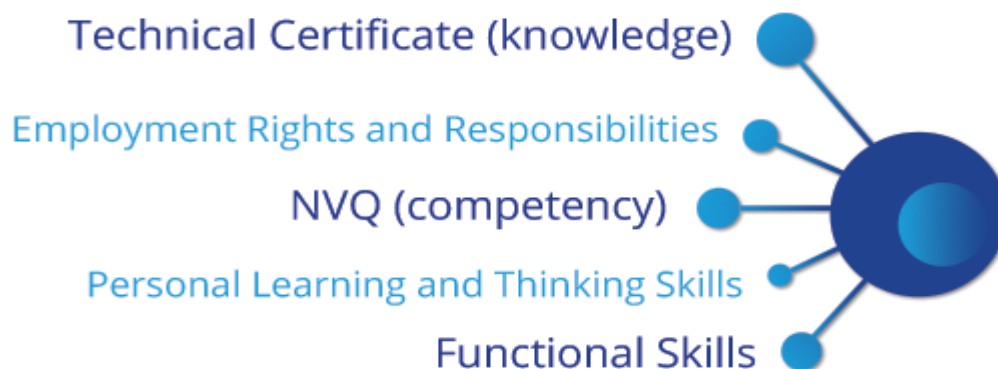 Technical Certificate (knowledge)
Employment Rights and Responsibilities
NVQ (competency)
Personal Learning and Thinking Skills
Functional Skills